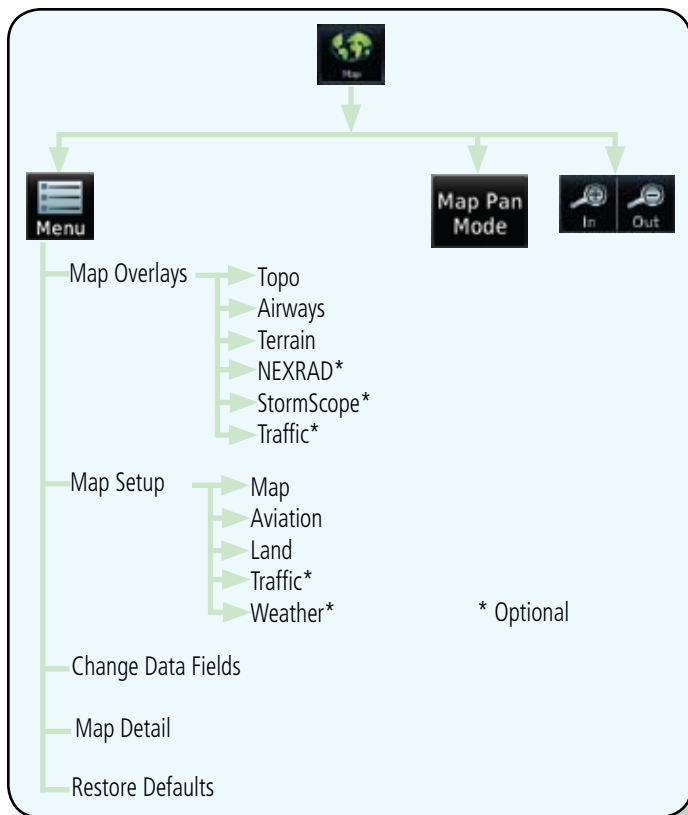 Map
Menu
Map Pan
Mode
In Out
Map Overlays
Topo
Airways
Terrain
NEXRAD*
StormScope*
Traffic*
Map Setup
Map
Aviation
Land
Traffic*
Weather*
* Optional
Change Data Fields
Map Detail
Restore Defaults